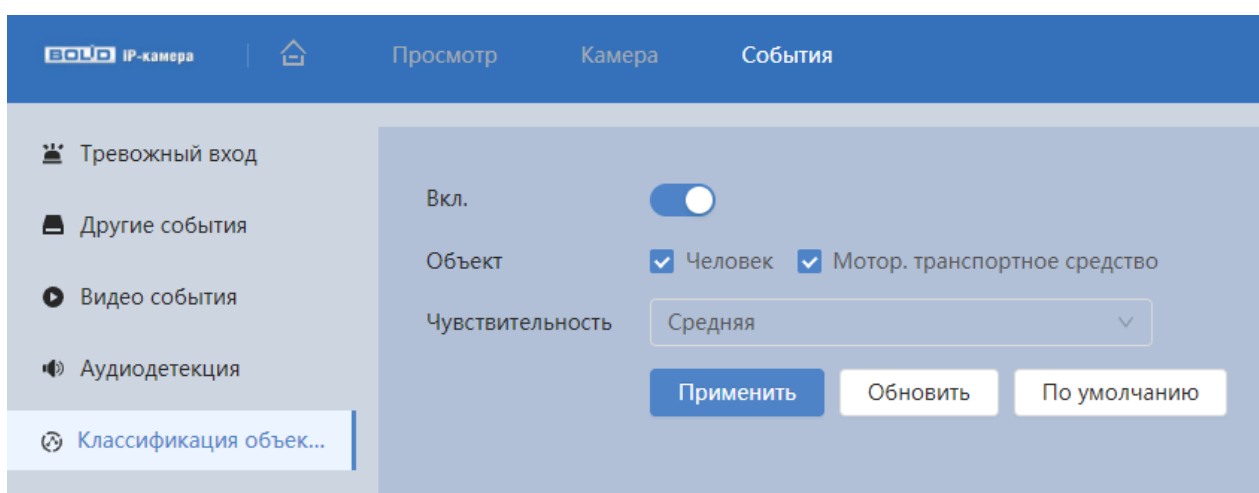 BOLID IP-камера Просмотр Камера События
Тревожный вход
Другие события
Видео события
Аудиодетекция
Классификация объек...
Вкл.
Объект Человек Мотор. транспортное средство
Чувствительность Средняя
Применить Обновить По умолчанию